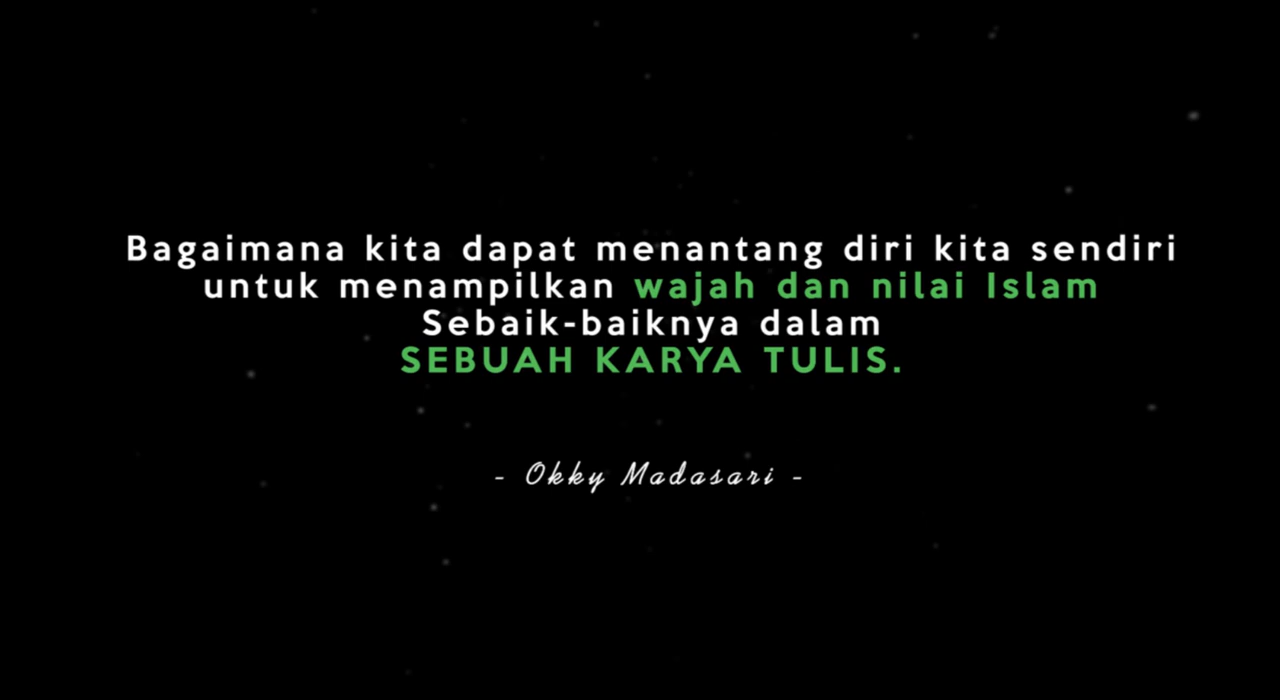 Bagaimana kita dapat menantang diri kita sendiri
untuk menampilkan wajah dan nilai Islam
Sebaik-baiknya dalam
SEBUAH KARYA TULIS.
- Okky Madasari -